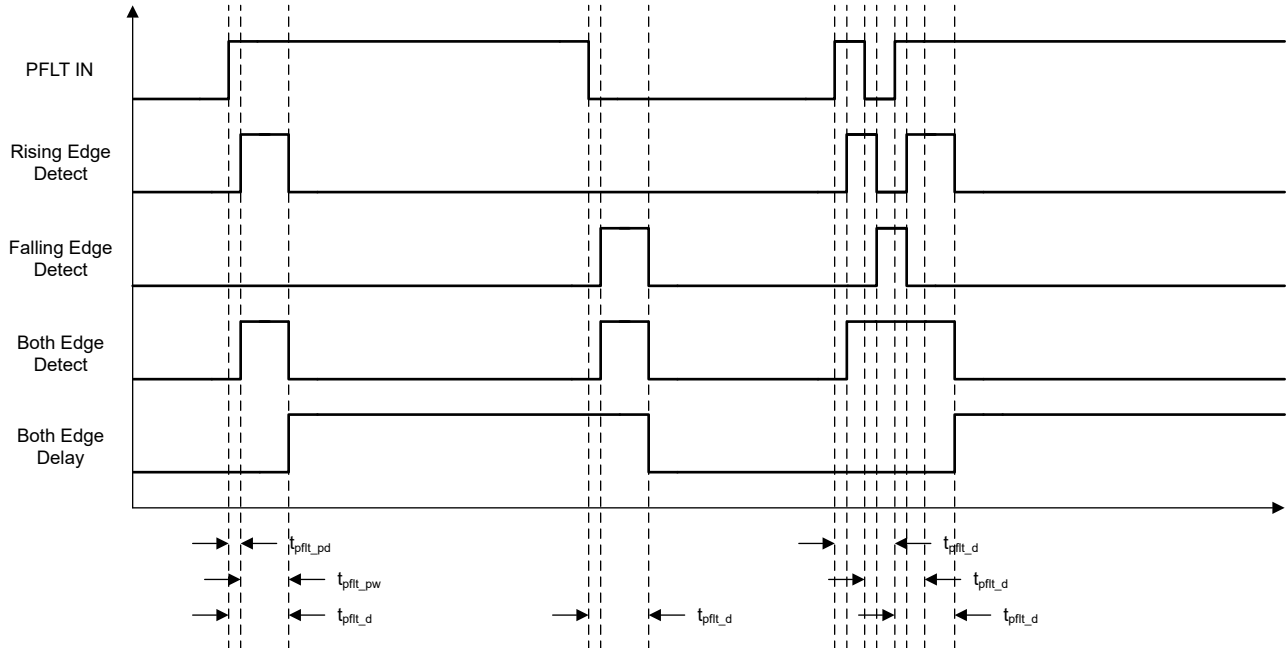 PFLT IN
Rising Edge
Detect
Falling Edge
Detect
Both Edge
Detect
Both Edge
Delay
tpflt_pd
tpflt_d
tpflt_pw
tpflt_d
tpflt_d
tpflt_d
tpflt_d